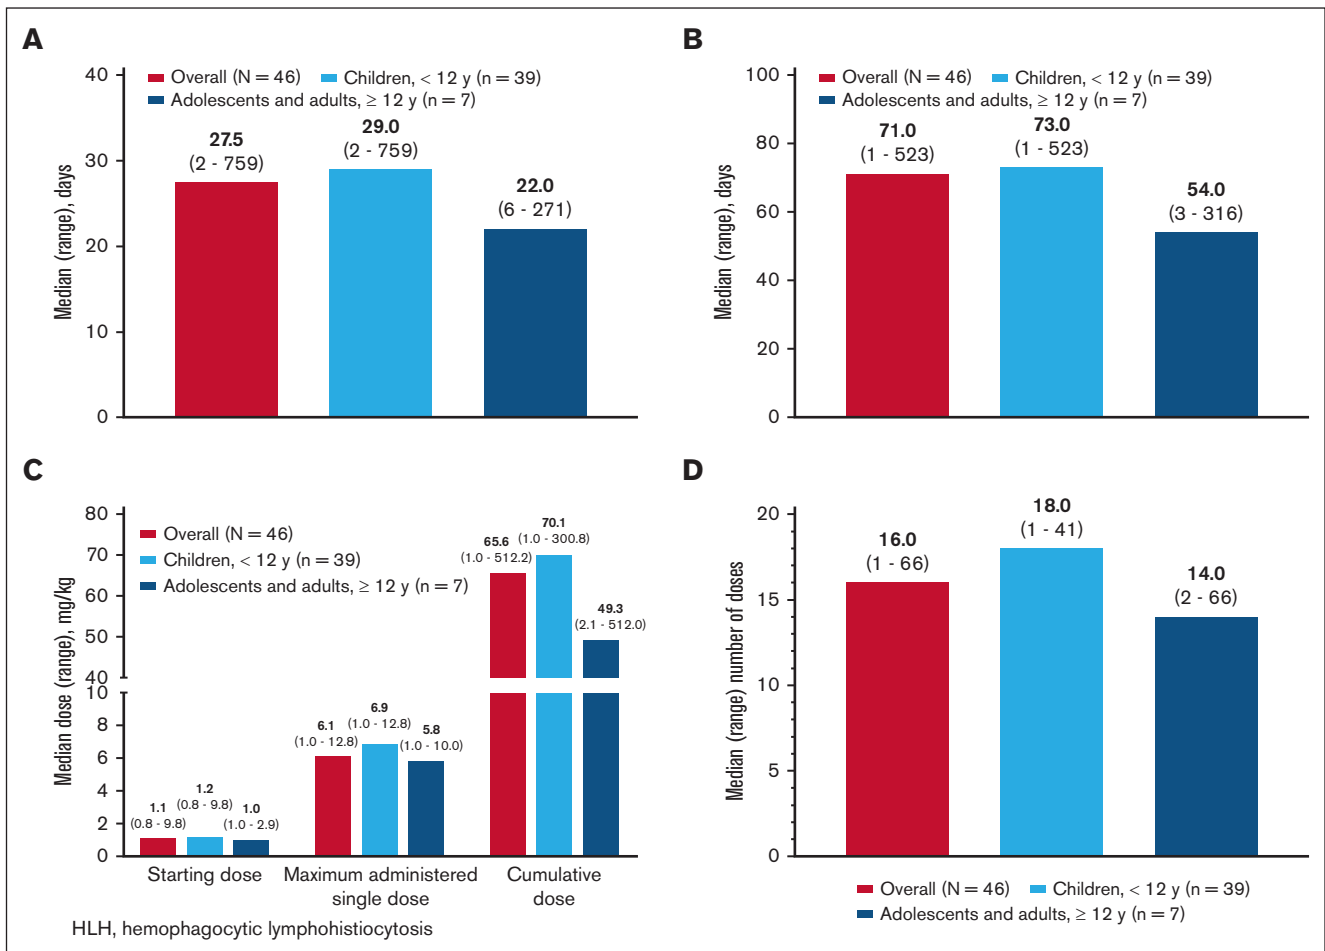 A
40
30
20
10
0
Median (range), days
Overall (N = 46)
Children, < 12 y (n = 39)
Adolescents and adults, ≥ 12 y (n = 7)
27.5
(2 - 759)
29.0
(2 - 759)
22.0
(6 - 271)
B
100
80
60
40
20
0
Median (range), days
Overall (N = 46)
Children, < 12 y (n = 39)
Adolescents and adults, ≥ 12 y (n = 7)
71.0
(1 - 523)
73.0
(1 - 523)
54.0
(3 - 316)
C
80
70
60
50
40
10
8
6
4
2
0
Median dose (range), mg/kg
Overall (N = 46)
Children, < 12 y (n = 39)
Adolescents and adults, ≥ 12 y (n = 7)
1.1
(0.8 - 9.8)
1.2
(0.8 - 9.8)
1.0
(1.0 - 2.9)
6.1
(1.0 - 12.8)
6.9
(1.0 - 12.8)
5.8
(1.0 - 10.0)
65.6
(1.0 - 512.2)
70.1
(1.0 - 300.8)
49.3
(2.1 - 512.0)
Starting dose
Maximum administered
single dose
Cumulative
dose
HLH, hemophagocytic lymphohistiocytosis
D
20
15
10
5
0
Median (range) number of doses
16.0
(1 - 66)
18.0
(1 - 41)
14.0
(2 - 66)
Overall (N = 46)
Children, < 12 y (n = 39)
Adolescents and adults, ≥ 12 y (n = 7)